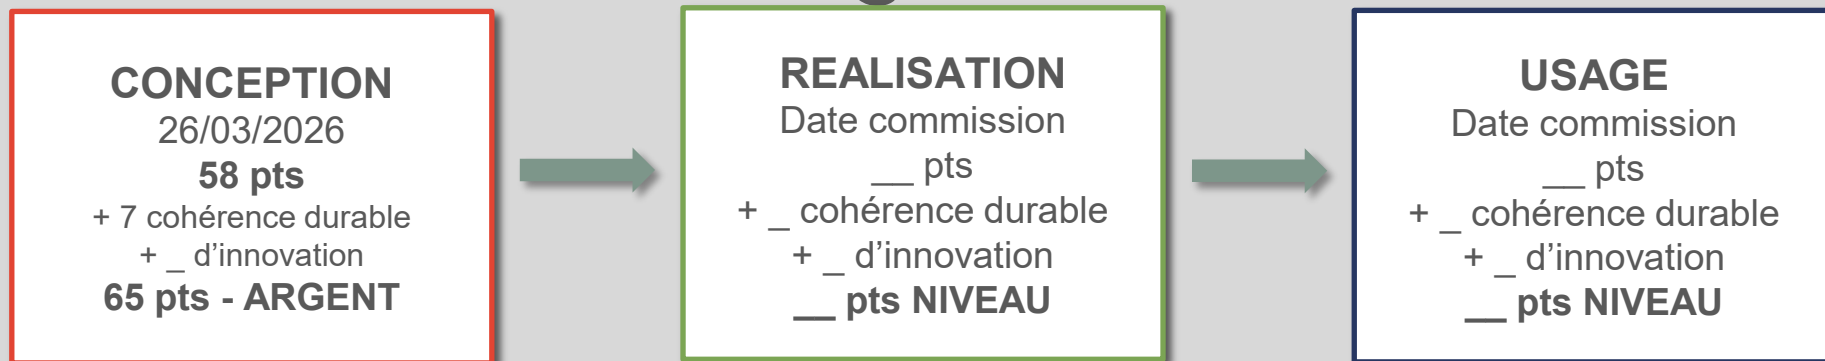 CONCEPTION
26/03/2026
58 pts
+ 7 cohérence durable
+ _ d’innovation
65 pts - ARGENT
REALISATION
Date commission
__ pts
+ _ cohérence durable
+ _ d’innovation
__ pts NIVEAU
USAGE
Date commission
__ pts
+ _ cohérence durable
+ _ d’innovation
__ pts NIVEAU